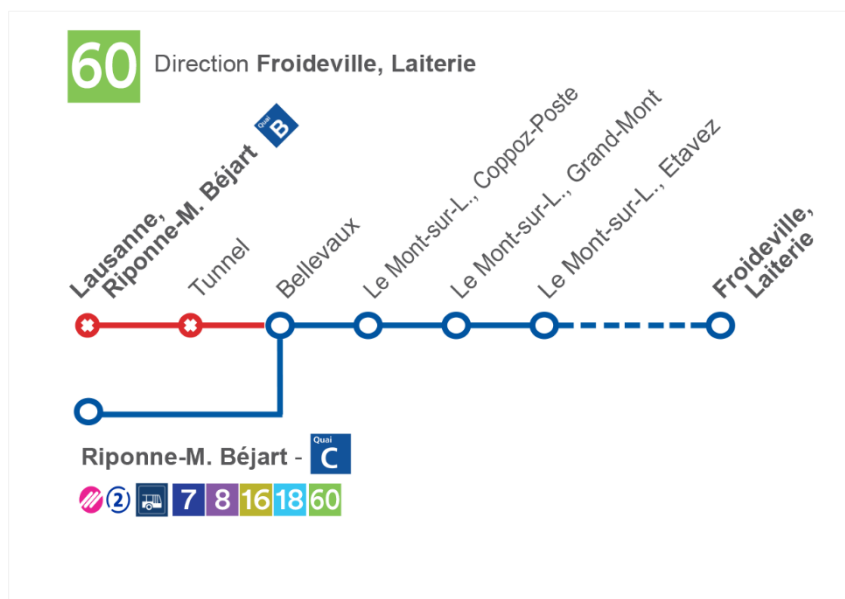 60 Direction Froideville, Laiterie
Lausanne,
Riponne-M. Béjart Quai B
Tunnel
Bellevaux
Le Mont-sur-L., Coppoz-Poste
Le Mont-sur-L., Grand-Mont
Le Mont-sur-L., Etavez
Froideville,
Laiterie
Riponne-M. Béjart - Quai C
2 7 8 16 18 60